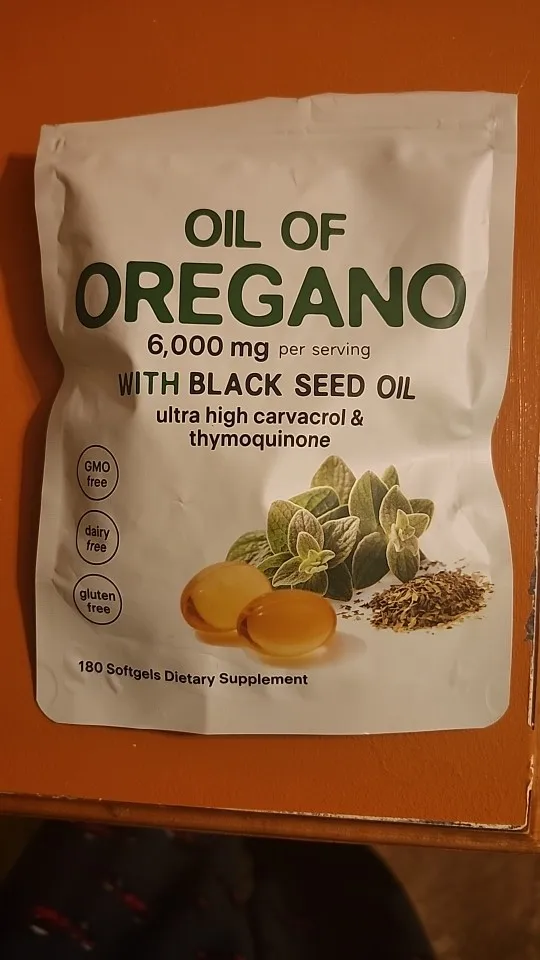 OIL OF
OREGANO
6,000 mg per serving
WITH BLACK SEED OIL
ultra high carvacrol &
thymoquinone
GMO
free
dairy
free
gluten
free
180 Softgels Dietary Supplement